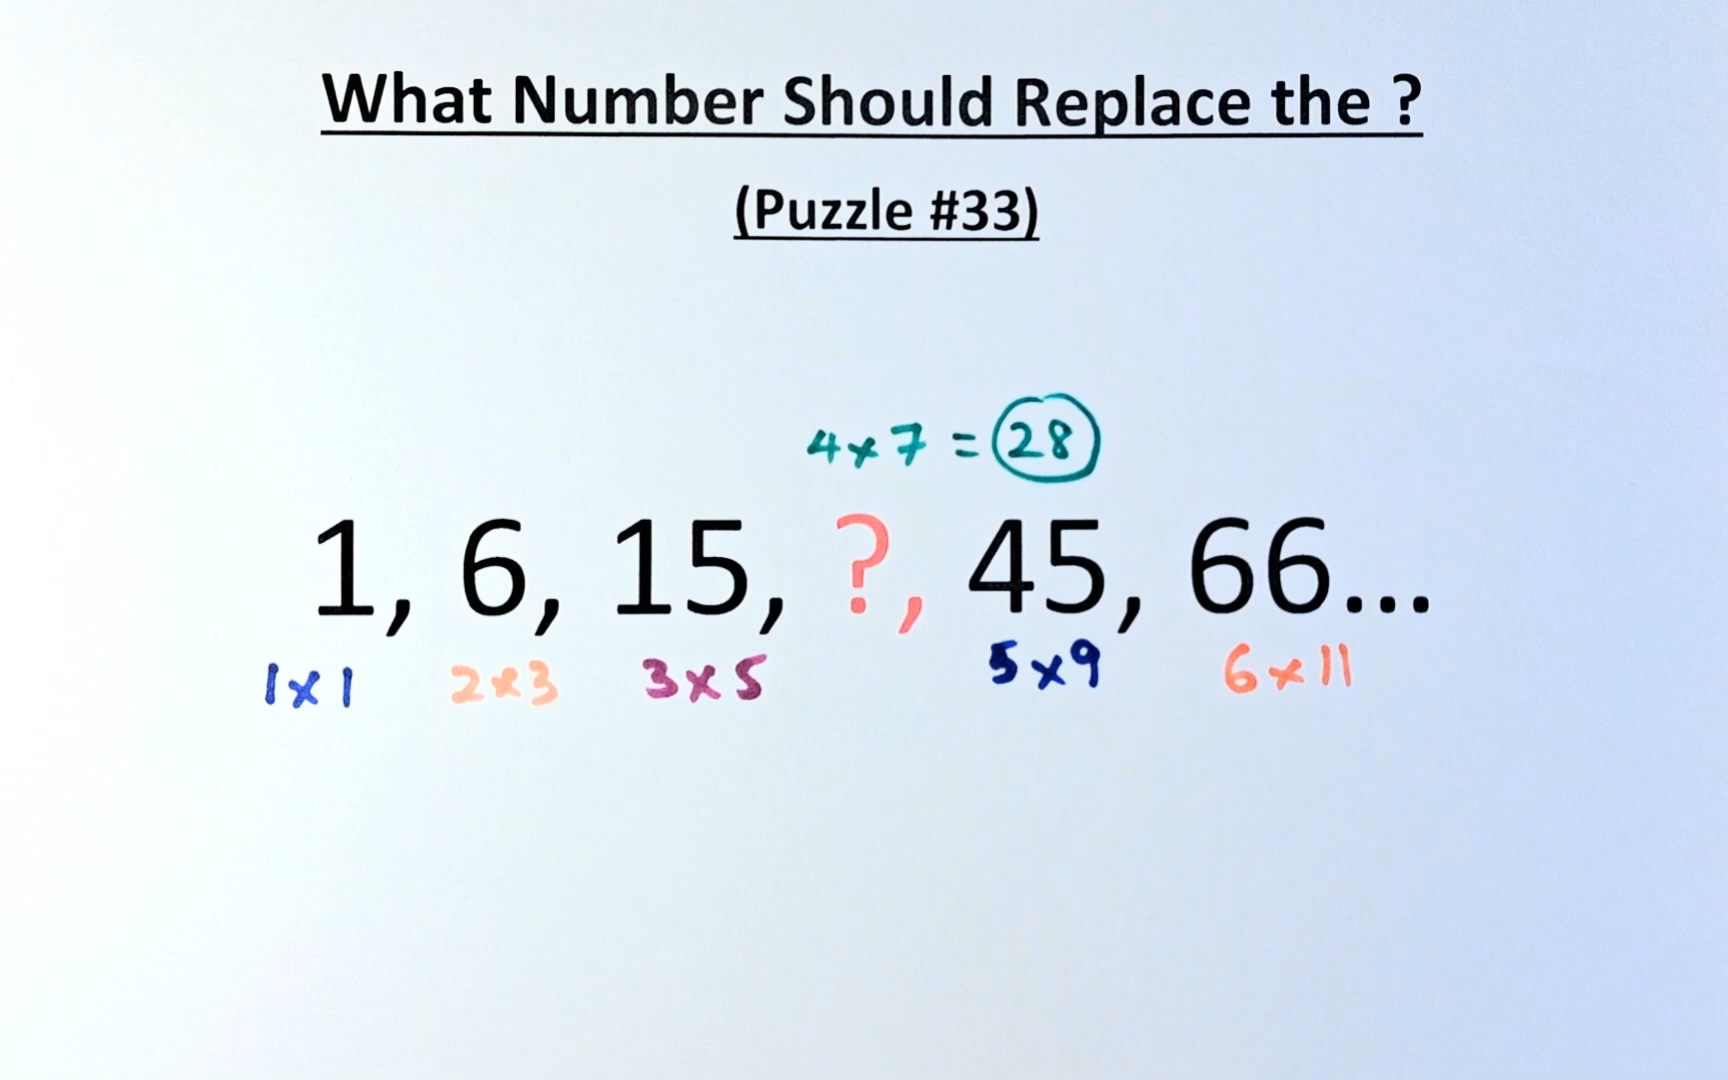 What Number Should Replace the ?
(Puzzle #33)
4 x 7 = 28
1, 6, 15, ?, 45, 66...
1 x 1 2 x 3 3 x 5 5 x 9 6 x 11